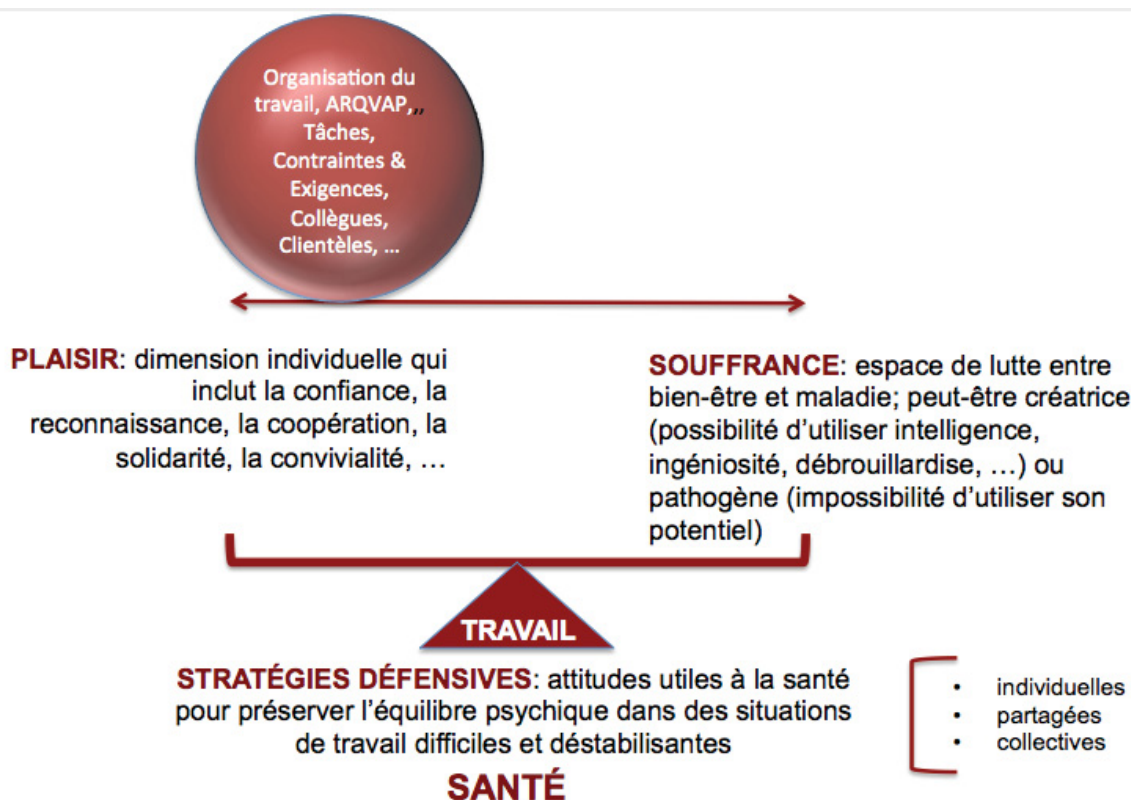 Organisation du
travail, ARQVAP,,,
Tâches,
Contraintes &
Exigences,
Collègues,
Clientèles, ...
PLAISIR: dimension individuelle qui
inclut la confiance, la
reconnaissance, la coopération, la
solidarité, la convivialité, …
SOUFFRANCE: espace de lutte entre
bien-être et maladie; peut-être créatrice
(possibilité d’utiliser intelligence,
ingéniosité, débrouillardise, …) ou
pathogène (impossibilité d’utiliser son
potentiel)
TRAVAIL
STRATÉGIES DÉFENSIVES: attitudes utiles à la santé
pour préserver l’équilibre psychique dans des situations
de travail difficiles et déstabilisantes
• individuelles
• partagées
• collectives
SANTÉ